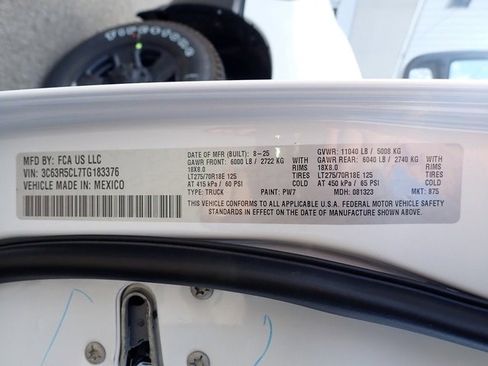 Firestone
MFD BY: FCA US LLC
VIN: 3C63R5CL7TG183376
VEHICLE MADE IN: MEXICO
DATE OF MFR (BUILT): 8-25
GAWR FRONT: 6000 LB / 2722 KG
18X8.0
LT275/70R18E 125
AT 415 kPa / 60 PSI
TYPE: TRUCK
WITH
RIMS
TIRES
COLD
PAINT: PW7
GVWR: 11040 LB / 5008 KG
GAWR REAR: 6040 LB / 2740 KG
18X8.0
LT275/70R18E 125
AT 450 kPa / 65 PSI
MDH: 081323
WITH
RIMS
TIRES
COLD
MKT: 875
THIS VEHICLE CONFORMS TO ALL APPLICABLE U.S.A. FEDERAL MOTOR VEHICLE SAFETY
STANDARDS IN EFFECT ON THE DATE OF MANUFACTURE SHOWN ABOVE.